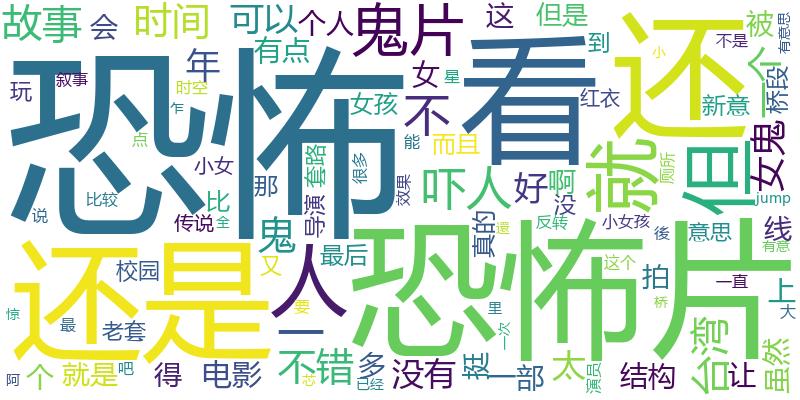 故事
会
时间
可以
个人
鬼片
这
但是
到
被
个
不是
有意思
小
玩
叙事
年
有点
女
星
不
恐怖
看
还
红衣
新意
一
桥段
时空
乍
女孩
点
小女
那
套路
很多
能
而且
就
但
厕所
女鬼
说
比较
比
传说
全
鬼
导演
效果
吓人
好
啊
没
jump
真的
反转
小女孩
還
後
意思
线
有意
还是
人
恐怖片
校园
又
最后
这个
拍
一直
上
大
惊
最
老套
一
要
里
一次
桥
台湾
阿
个
就是
吧
得
电影
芯
不错
多
已经
没有
挺
一部
太
演员
结构
让
虽然